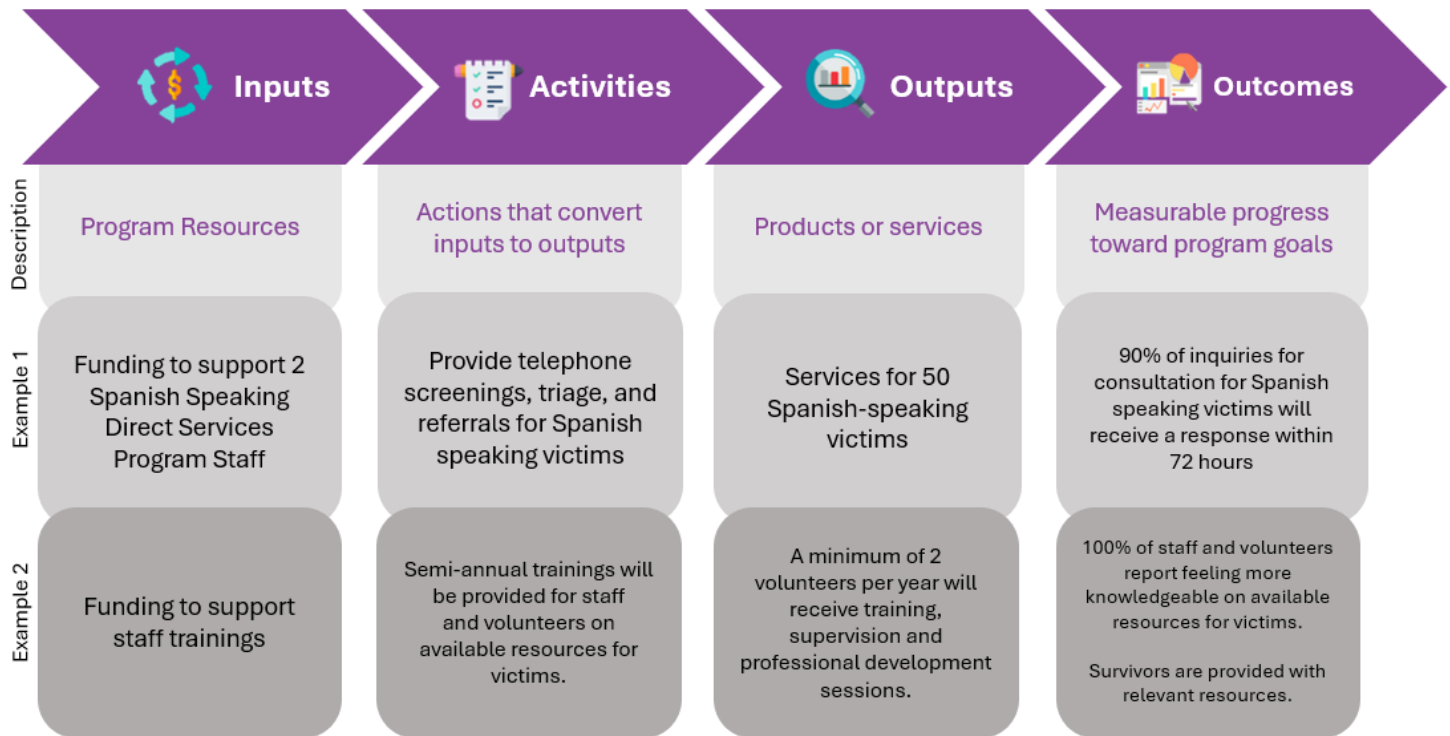 Inputs
Activities
Outputs
Outcomes
Description
Program Resources
Actions that convert
inputs to outputs
Products or services
Measurable progress
toward program goals
Example 1
Funding to support 2
Spanish Speaking
Direct Services
Program Staff
Provide telephone
screenings, triage, and
referrals for Spanish
speaking victims
Services for 50
Spanish-speaking
victims
90% of inquiries for
consultation for Spanish
speaking victims will
receive a response within
72 hours
Example 2
Funding to support
staff trainings
Semi-annual trainings will
be provided for staff
and volunteers on
available resources for
victims.
A minimum of 2
volunteers per year will
receive training,
supervision and
professional development
sessions.
100% of staff and volunteers
report feeling more
knowledgeable on available
resources for victims.
Survivors are provided with
relevant resources.